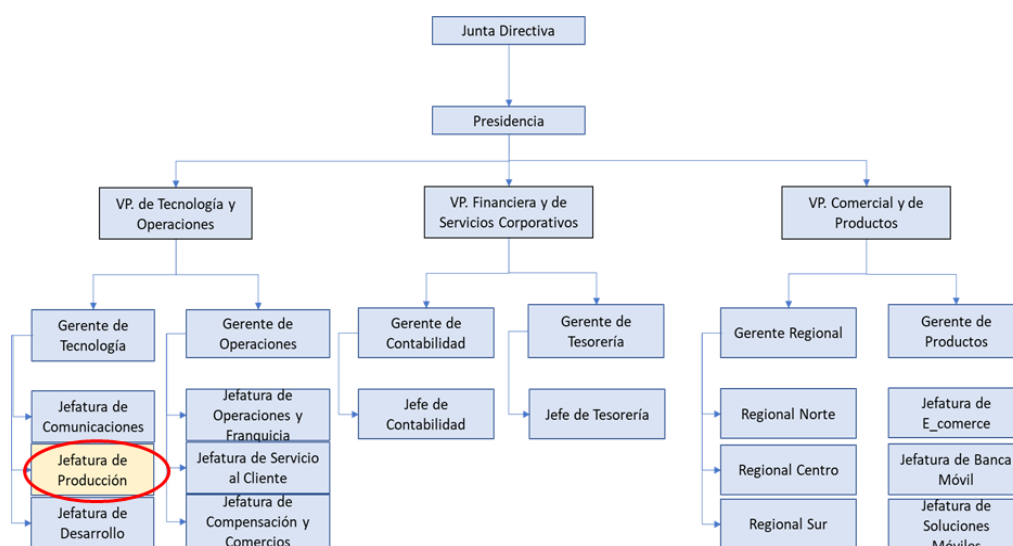 Junta Directiva
Presidencia
VP. de Tecnología y
Operaciones
VP. Financiera y de
Servicios Corporativos
VP. Comercial y de
Productos
Gerente de
Tecnología
Gerente de
Operaciones
Gerente de
Contabilidad
Gerente de
Tesorería
Gerente Regional
Gerente de
Productos
Jefatura de
Comunicaciones
Jefatura de
Operaciones y
Franquicia
Jefe de
Contabilidad
Jefe de Tesorería
Regional Norte
Jefatura de
E_comerce
Jefatura de
Producción
Jefatura de Servicio
al Cliente
Regional Centro
Jefatura de Banca
Móvil
Jefatura de
Desarrollo
Jefatura de
Compensación y
Comercios
Regional Sur
Jefatura de
Soluciones
Móviles